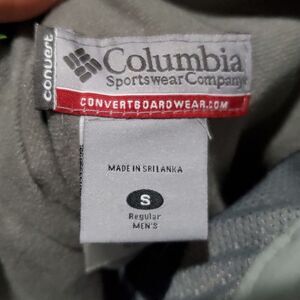 convert
Columbia
Sportswear Company
CONVERTBOARDWEAR.COM
MADE IN SRI LANKA
S
Regular
MEN'S